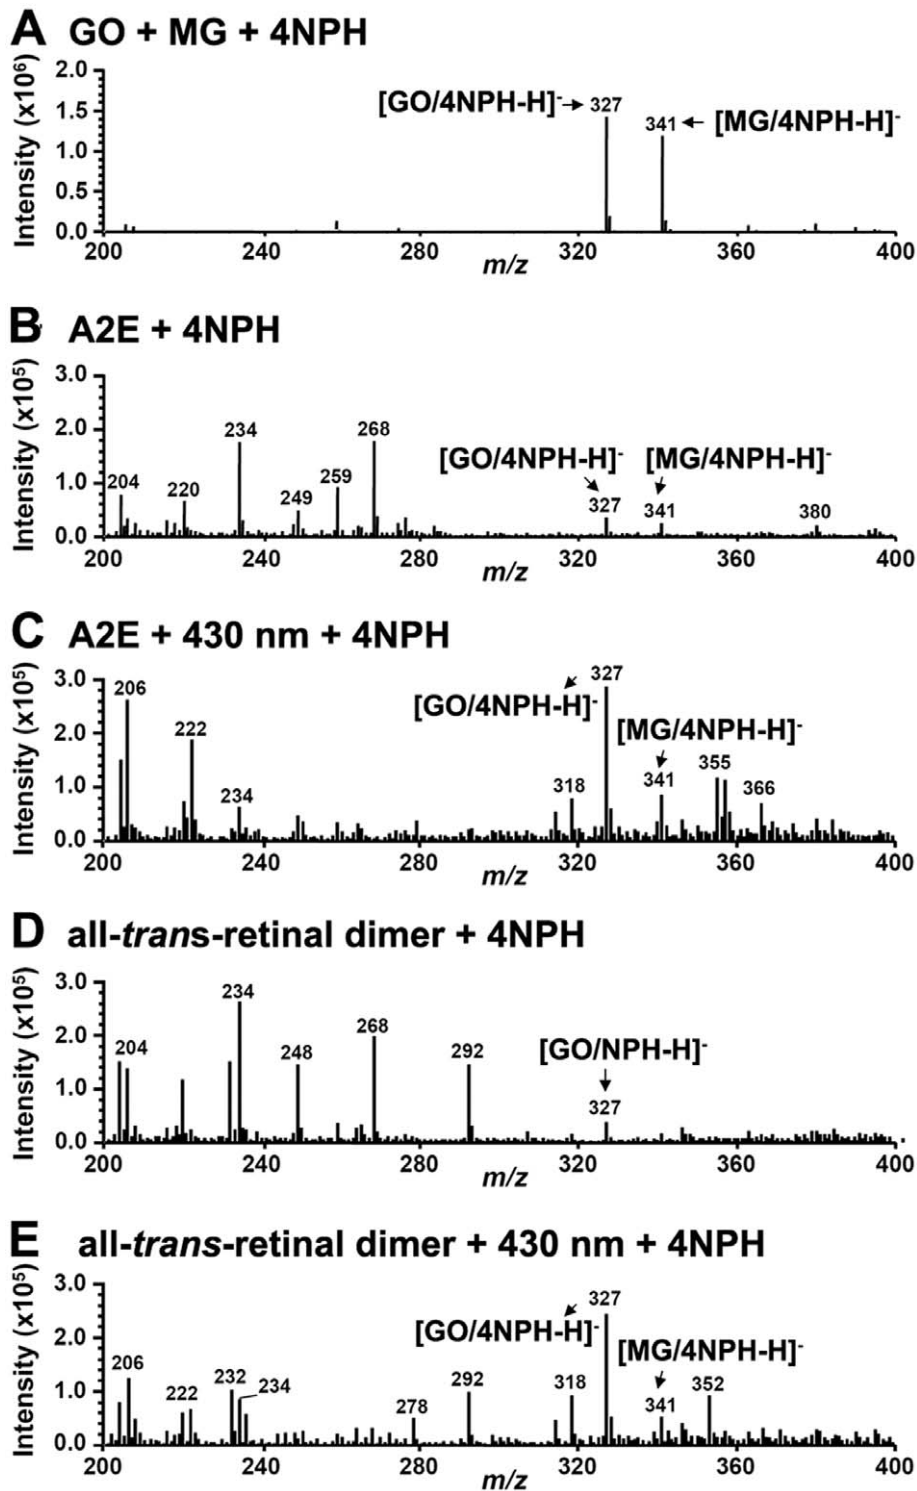 A GO + MG + 4NPH
Intensity (x10⁶)
2.0
1.5
1.0
0.5
0.0
[GO/4NPH-H]⁻ 327
341 [MG/4NPH-H]⁻
200 240 280 320 360 400
m/z
B A2E + 4NPH
Intensity (x10⁵)
3.0
2.0
1.0
0.0
204 220 234 249 259 268
[GO/4NPH-H]⁻ [MG/4NPH-H]⁻
327 341 380
200 240 280 320 360 400
m/z
C A2E + 430 nm + 4NPH
Intensity (x10⁵)
3.0
2.0
1.0
0.0
206 222 234
[GO/4NPH-H]⁻ 327
[MG/4NPH-H]⁻
318 341 355 366
200 240 280 320 360 400
m/z
D all-trans-retinal dimer + 4NPH
Intensity (x10⁵)
3.0
2.0
1.0
0.0
204 234 248 268 292
[GO/NPH-H]⁻
327
200 240 280 320 360 400
m/z
E all-trans-retinal dimer + 430 nm + 4NPH
Intensity (x10⁵)
3.0
2.0
1.0
0.0
206 222 232 234 278 292 318
[GO/4NPH-H]⁻ 327
[MG/4NPH-H]⁻
341 352
200 240 280 320 360 400
m/z